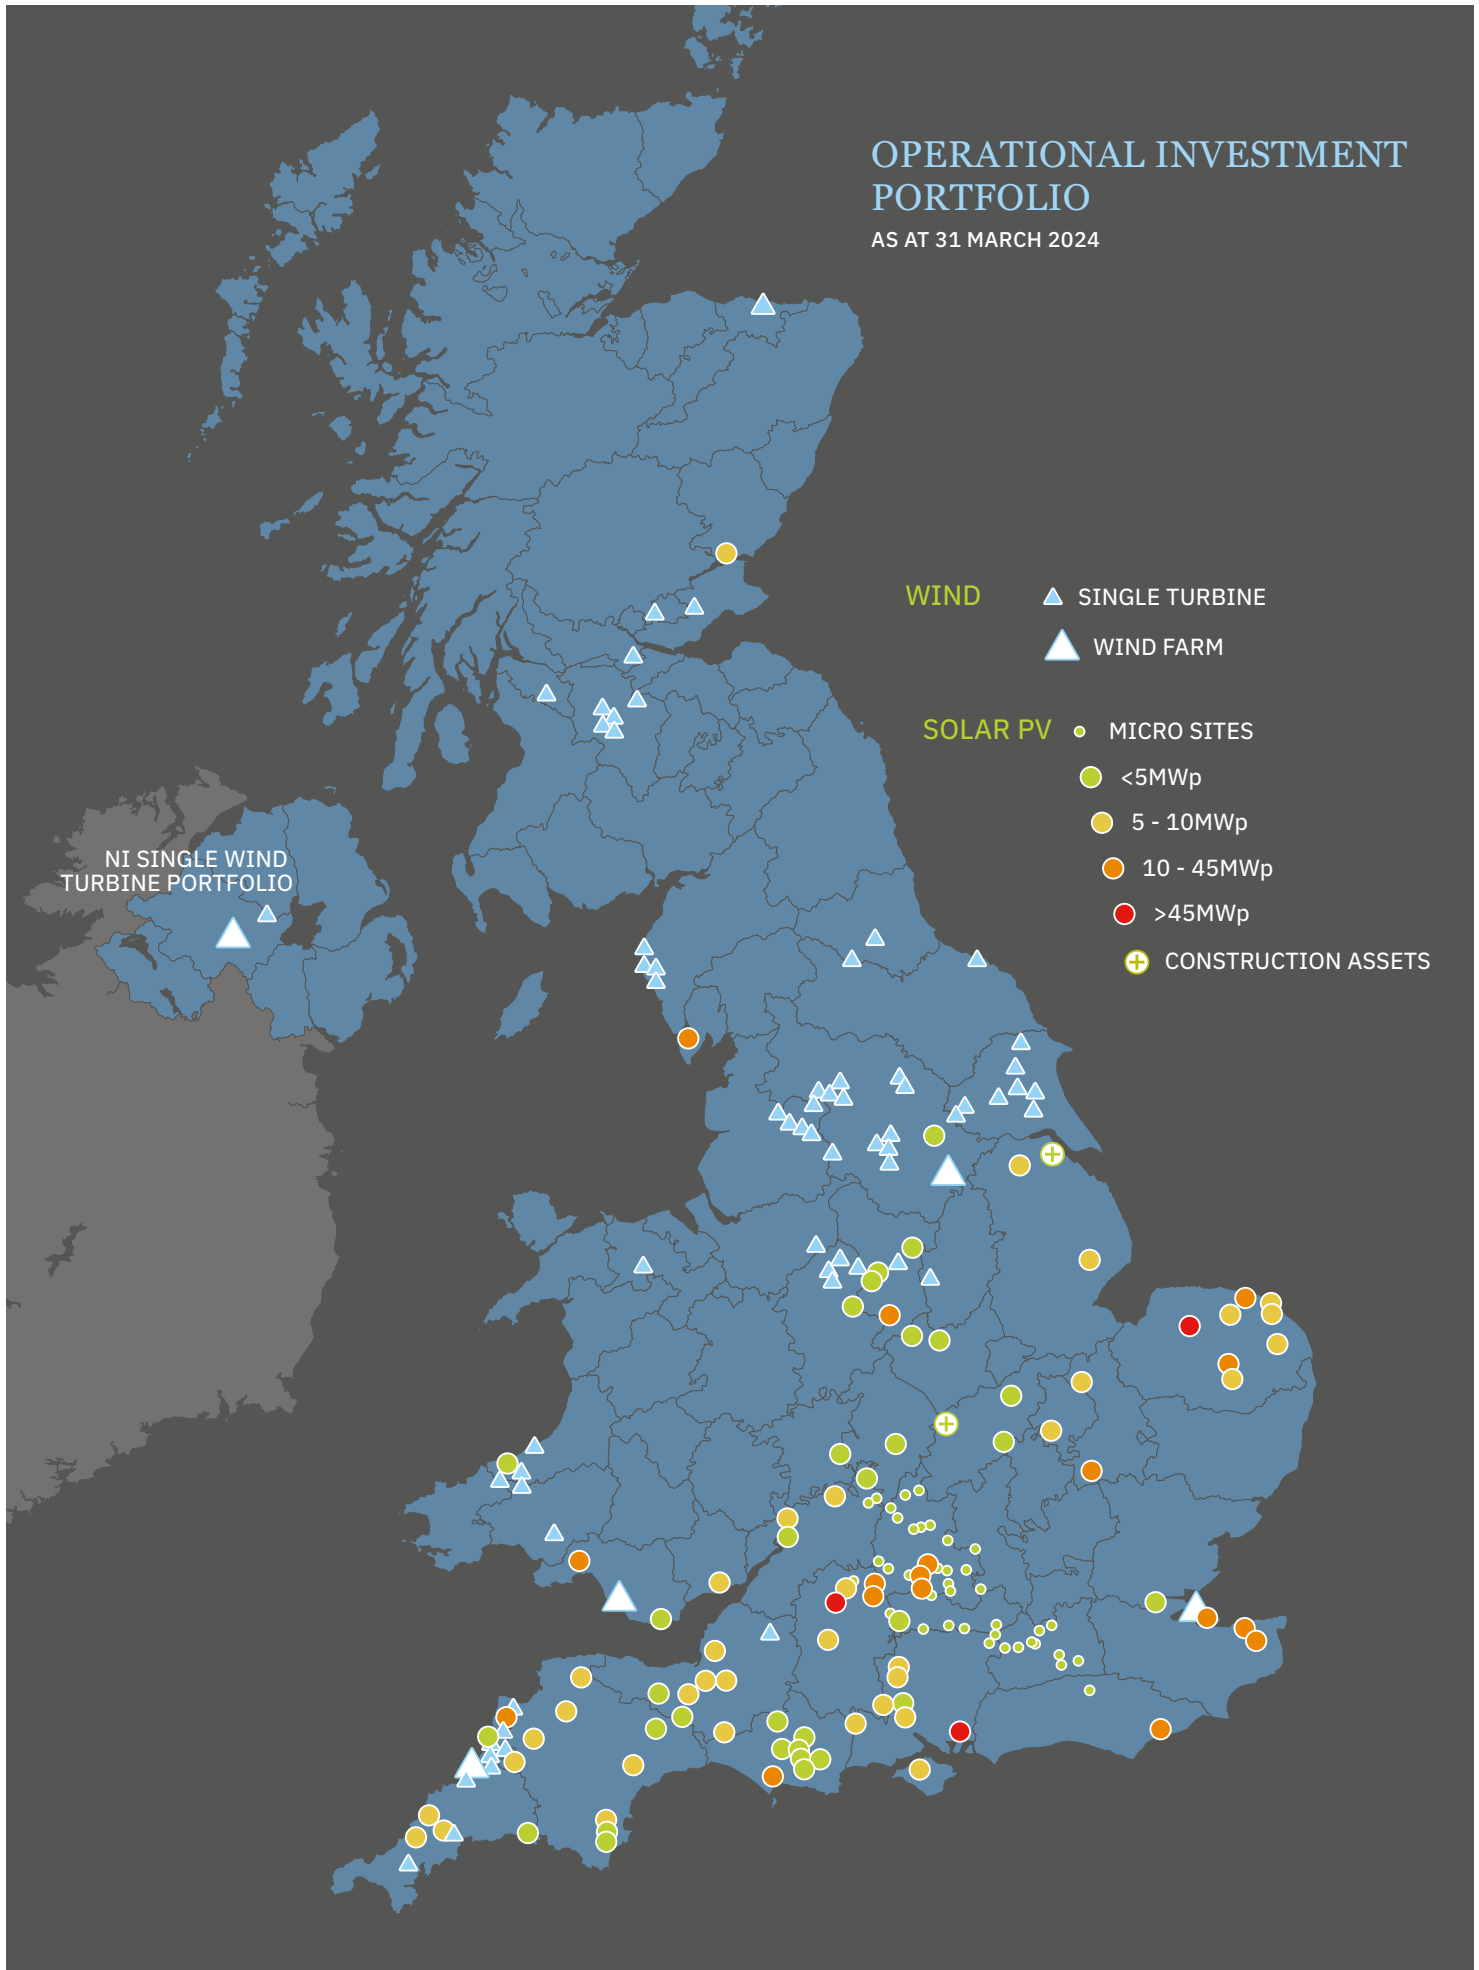 OPERATIONAL INVESTMENT
PORTFOLIO
AS AT 31 MARCH 2024
WIND
SINGLE TURBINE
WIND FARM
SOLAR PV
MICRO SITES
<5MWp
5 - 10MWp
10 - 45MWp
>45MWp
CONSTRUCTION ASSETS
NI SINGLE WIND
TURBINE PORTFOLIO